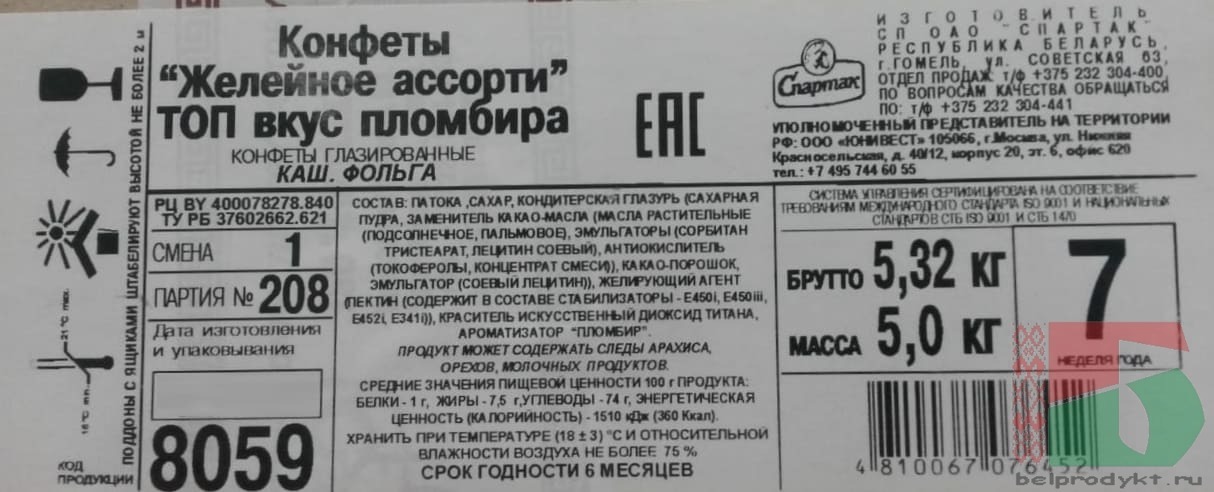 Конфеты
“Желейное ассорти”
ТОП вкус пломбира
КОНФЕТЫ ГЛАЗИРОВАННЫЕ
КАШ. ФОЛЬГА
ЕАС
Спартак
ИЗГОТОВИТЕЛЬ
СП ОАО "СПАРТАК"
РЕСПУБЛИКА БЕЛАРУСЬ,
г.ГОМЕЛЬ, ул. СОВЕТСКАЯ 63,
ОТДЕЛ ПРОДАЖ т/ф +375 232 304-400,
ПО ВОПРОСАМ КАЧЕСТВА ОБРАЩАТЬСЯ
ПО: т/ф +375 232 304-441
УПОЛНОМОЧЕННЫЙ ПРЕДСТАВИТЕЛЬ НА ТЕРРИТОРИИ
РФ: ООО «ЮНИВЕСТ» 105066, г.Москва, ул. Нижняя
Красносельская, д. 40/12, корпус 20, эт. 6, офис 620
тел.: +7 495 744 60 55
ПОДДОНЫ С ЯЩИКАМИ ШТАБЕЛИРУЮТ ВЫСОТОЙ НЕ БОЛЕЕ 2 м
21°C max.
КОД
ПРОДУКЦИИ
РЦ BY 400078278.840
ТУ РБ 37602662.621
СМЕНА 1
ПАРТИЯ № 208
Дата изготовления
и упаковывания
8059
СОСТАВ: ПАТОКА ,САХАР, КОНДИТЕРСКАЯ ГЛАЗУРЬ (САХАРНАЯ
ПУДРА, ЗАМЕНИТЕЛЬ КАКАО-МАСЛА (МАСЛА РАСТИТЕЛЬНЫЕ
(ПОДСОЛНЕЧНОЕ, ПАЛЬМОВОЕ), ЭМУЛЬГАТОРЫ (СОРБИТАН
ТРИСТЕАРАТ, ЛЕЦИТИН СОЕВЫЙ), АНТИОКИСЛИТЕЛЬ
(ТОКОФЕРОЛЫ, КОНЦЕНТРАТ СМЕСИ)), КАКАО-ПОРОШОК,
ЭМУЛЬГАТОР (СОЕВЫЙ ЛЕЦИТИН)), ЖЕЛИРУЮЩИЙ АГЕНТ
(ПЕКТИН (СОДЕРЖИТ В СОСТАВЕ СТАБИЛИЗАТОРЫ - Е450i, Е450iii,
Е452i, Е341i)), КРАСИТЕЛЬ ИСКУССТВЕННЫЙ ДИОКСИД ТИТАНА,
АРОМАТИЗАТОР “ПЛОМБИР”.
ПРОДУКТ МОЖЕТ СОДЕРЖАТЬ СЛЕДЫ АРАХИСА,
ОРЕХОВ, МОЛОЧНЫХ ПРОДУКТОВ.
СРЕДНИЕ ЗНАЧЕНИЯ ПИЩЕВОЙ ЦЕННОСТИ 100 г ПРОДУКТА:
БЕЛКИ - 1 г, ЖИРЫ - 7,5 г,УГЛЕВОДЫ - 74 г, ЭНЕРГЕТИЧЕСКАЯ
ЦЕННОСТЬ (КАЛОРИЙНОСТЬ) - 1510 кДж (360 Ккал).
ХРАНИТЬ ПРИ ТЕМПЕРАТУРЕ (18 ± 3) °С И ОТНОСИТЕЛЬНОЙ
ВЛАЖНОСТИ ВОЗДУХА НЕ БОЛЕЕ 75 %
СРОК ГОДНОСТИ 6 МЕСЯЦЕВ
СИСТЕМА УПРАВЛЕНИЯ СЕРТИФИЦИРОВАНА НА СООТВЕТСТВИЕ
ТРЕБОВАНИЯМ МЕЖДУНАРОДНОГО СТАНДАРТА ISO 9001 И НАЦИОНАЛЬНЫХ
СТАНДАРТОВ СТБ ISO 9001 И СТБ 1470
БРУТТО 5,32 КГ
МАССА 5,0 КГ
7
НЕДЕЛЯ ГОДА
4 810067 076452
belprodykt.ru